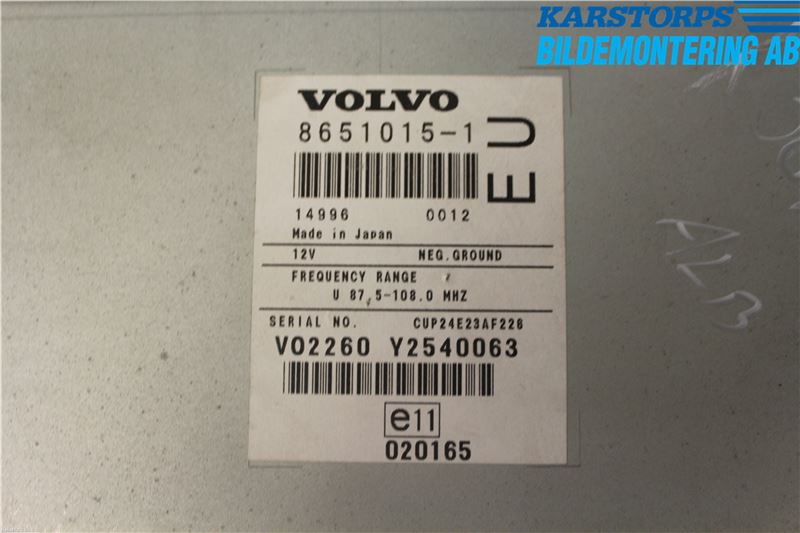 KARSTORPS
BILDEMONTERING AB
VOLVO
8651015-1
EU
14996 0012
Made in Japan
12V NEG.GROUND
FREQUENCY RANGE
U 87.5-108.0 MHZ
SERIAL NO. CUP24E23AF226
VO2260 Y2540063
e11
020165
ALB